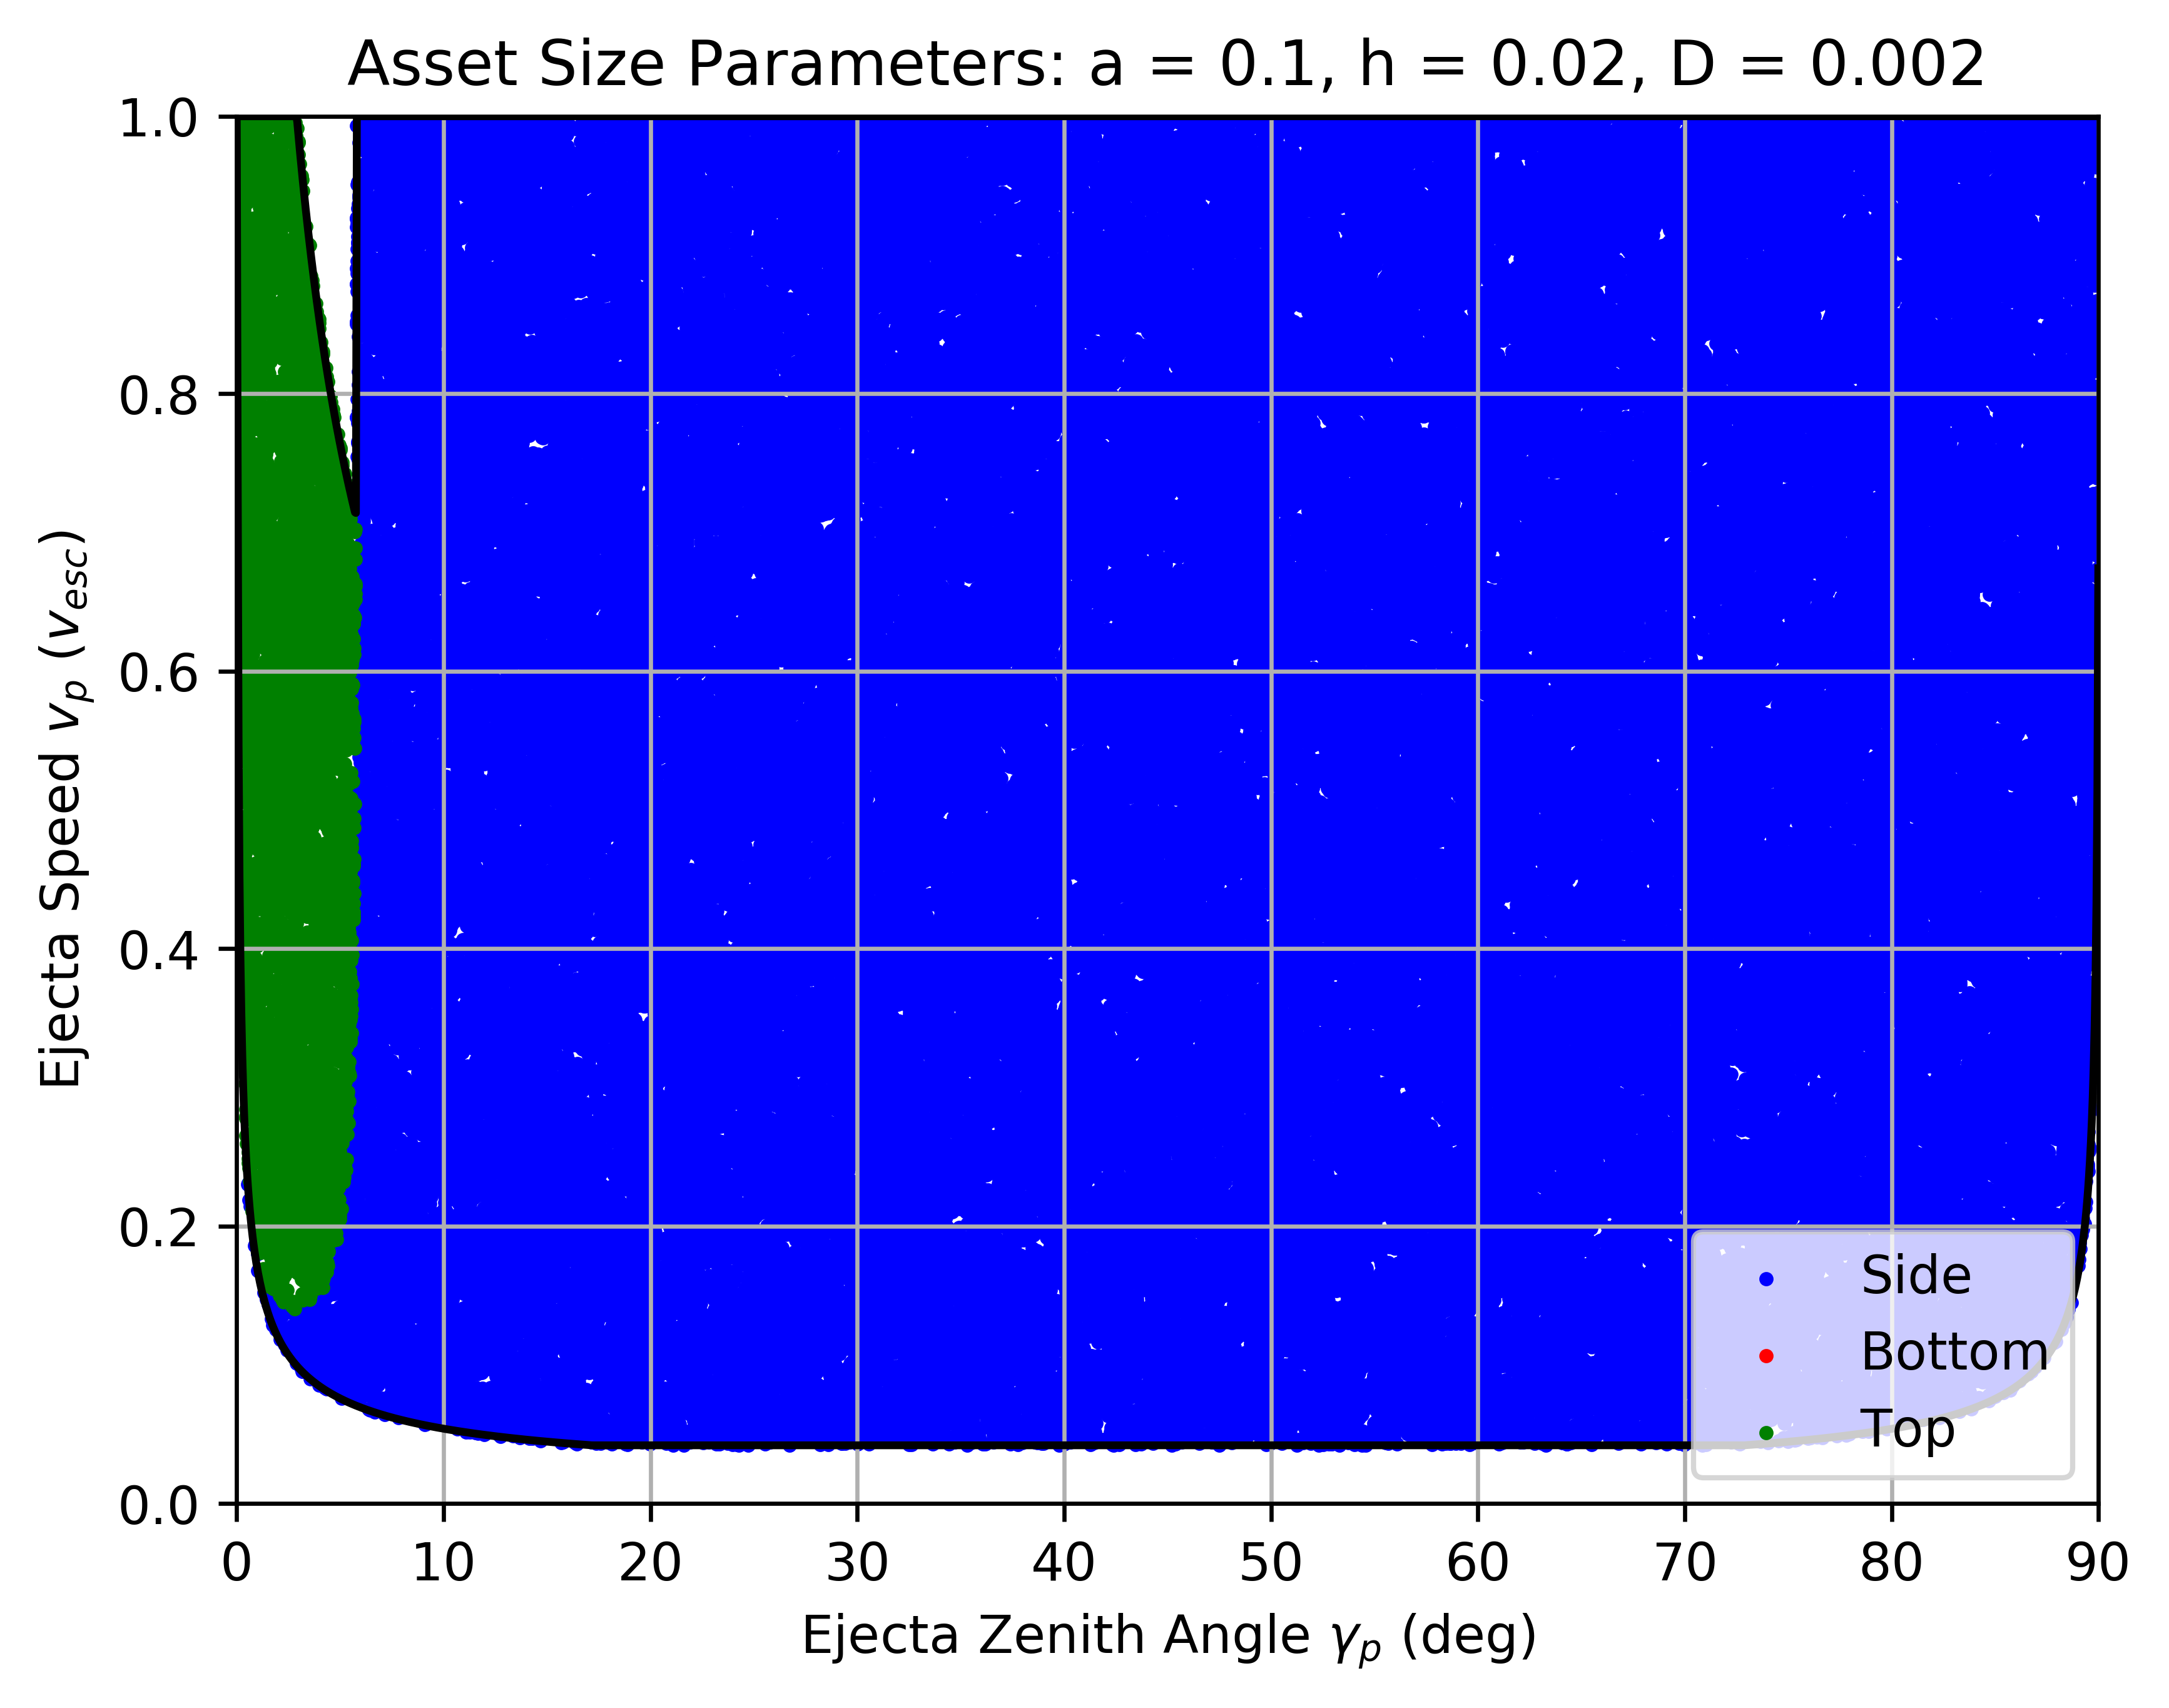 Asset Size Parameters: a = 0.1, h = 0.02, D = 0.002
1.0
0.8
0.6
0.4
0.2
0.0
Ejecta Speed v_p (v_esc)
0 10 20 30 40 50 60 70 80 90
Ejecta Zenith Angle γ_p (deg)
Side
Bottom
Top